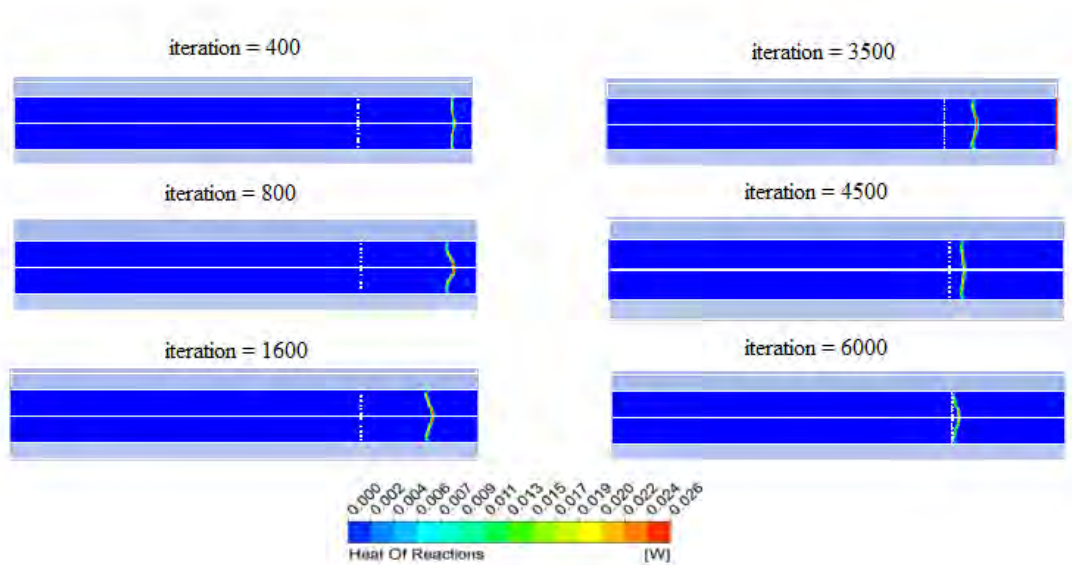 iteration = 400
iteration = 3500
iteration = 800
iteration = 4500
iteration = 1600
iteration = 6000
0.000 0.002 0.004 0.006 0.007 0.009 0.011 0.013 0.015 0.017 0.019 0.020 0.022 0.024 0.026
Heat Of Reactions [W]